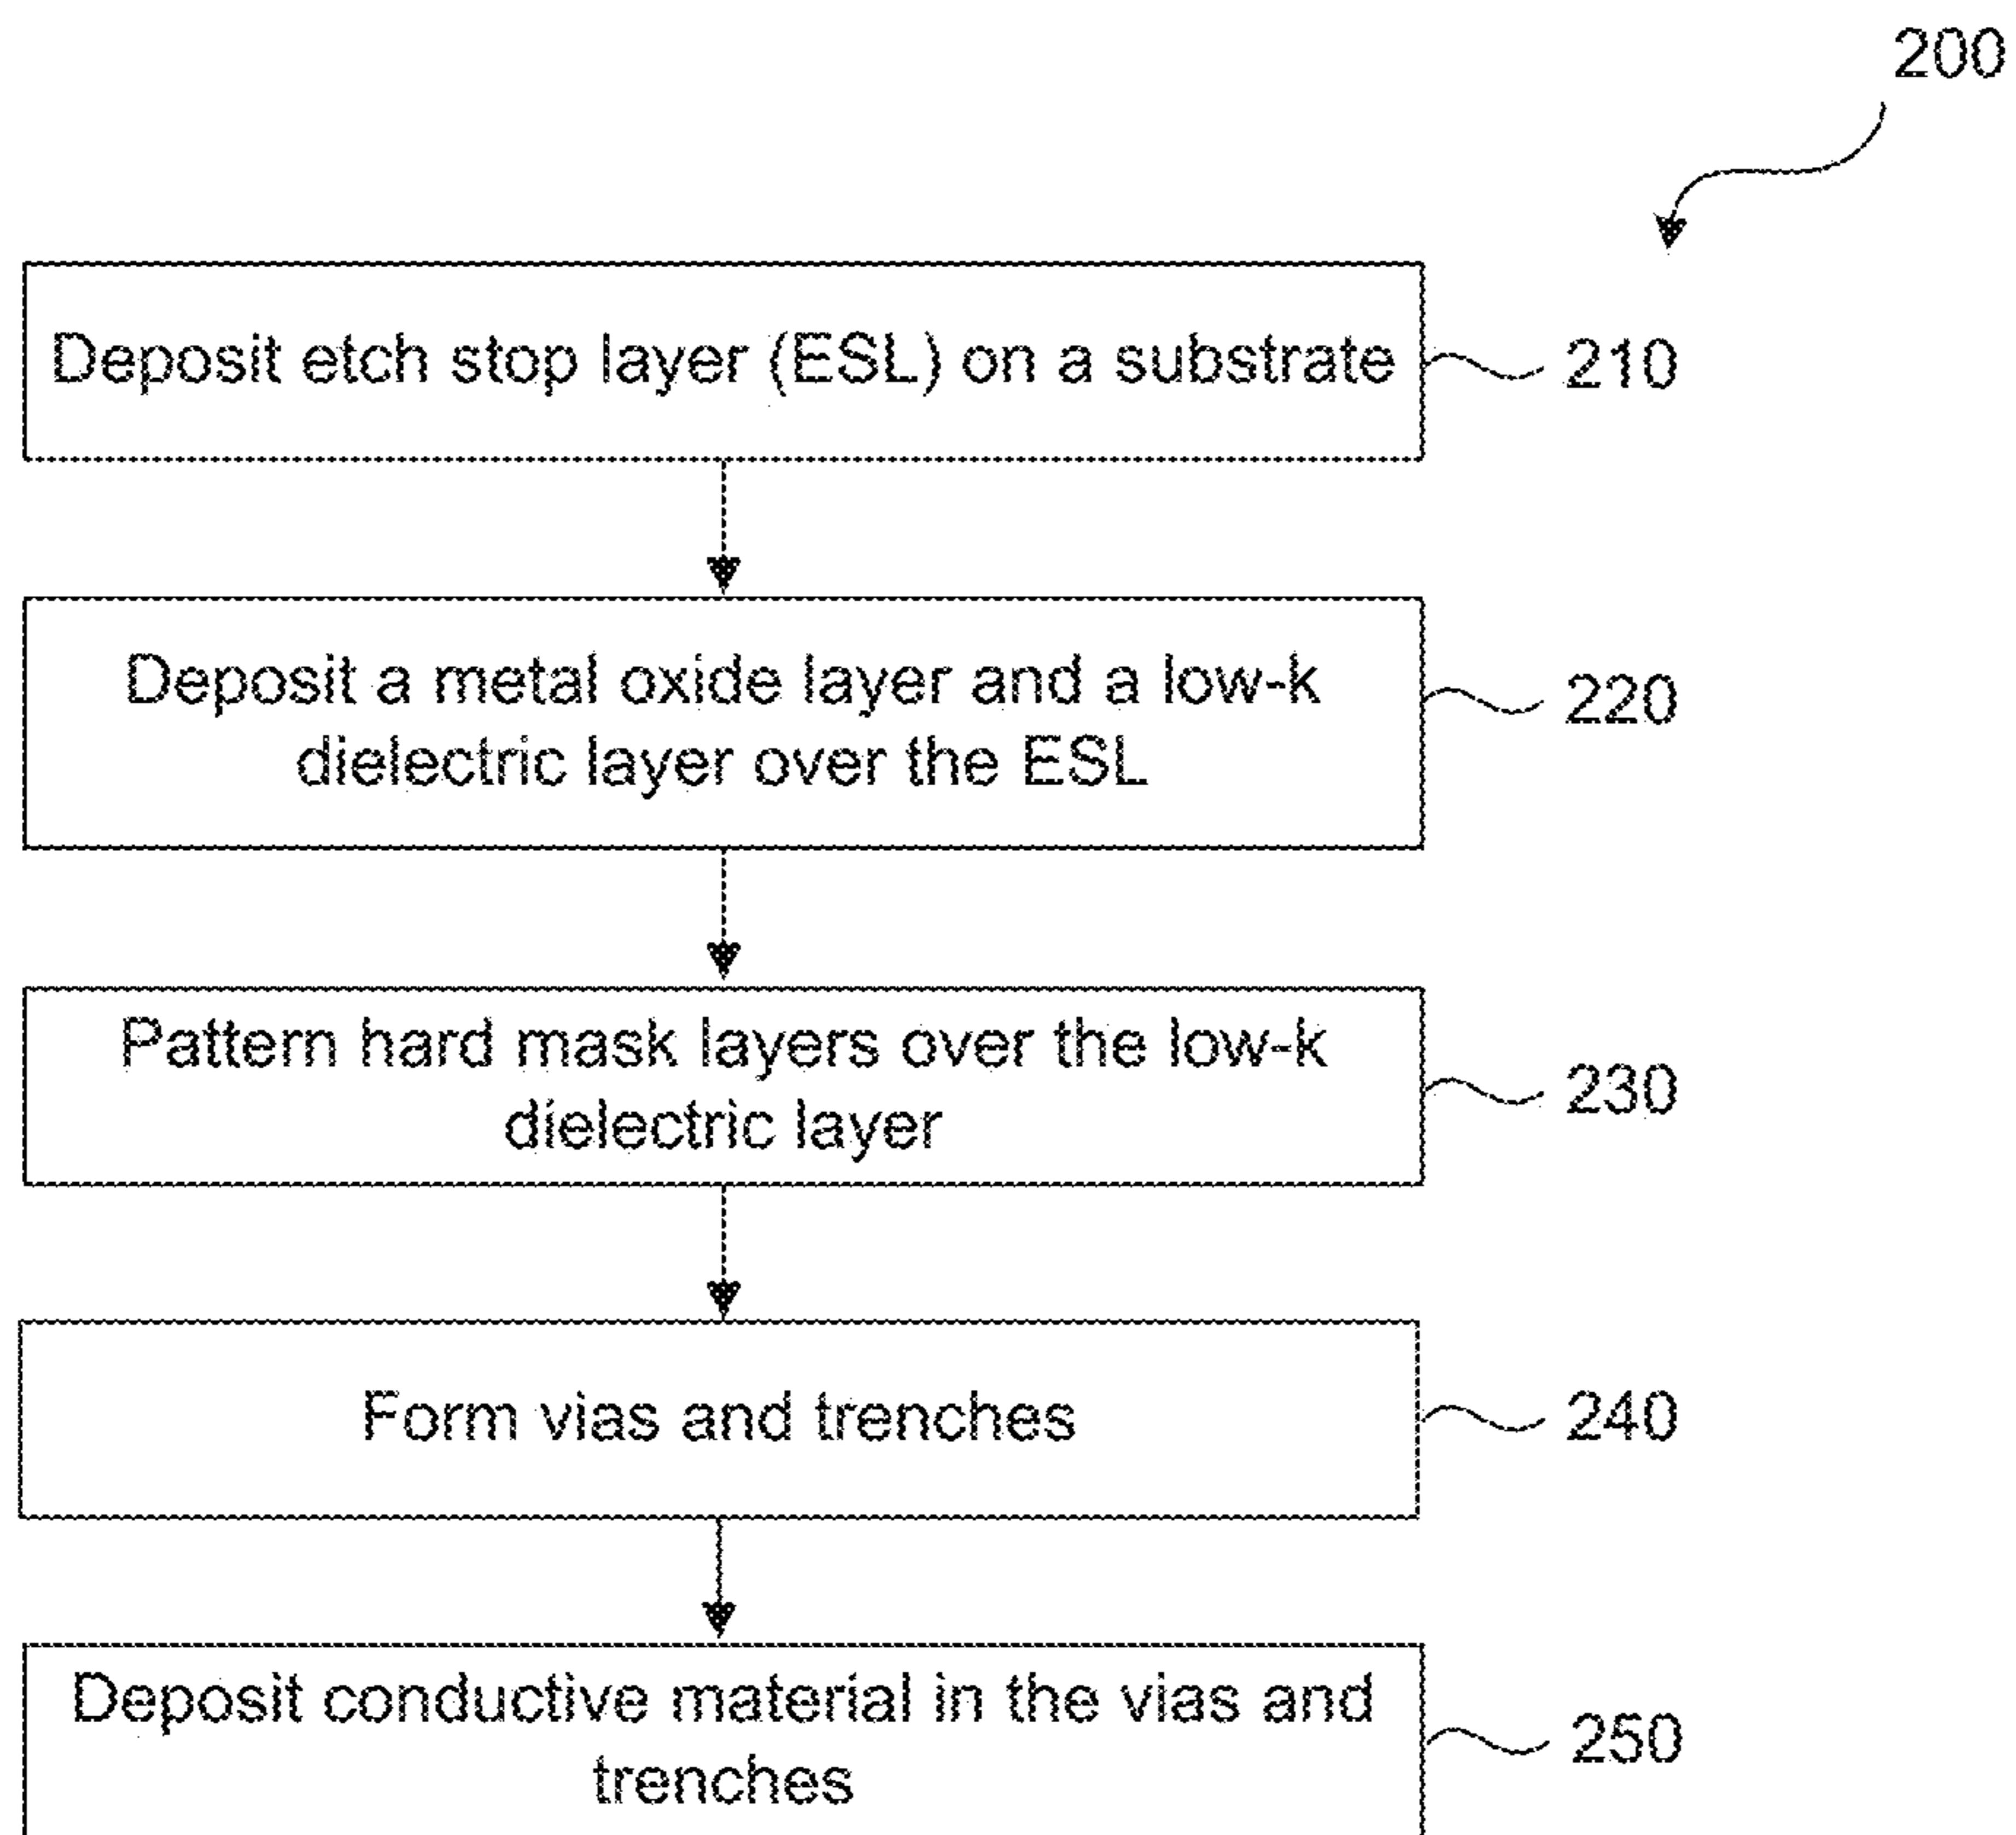 200
Deposit etch stop layer (ESL) on a substrate
210
Deposit a metal oxide layer and a low-k
dielectric layer over the ESL
220
Pattern hard mask layers over the low-k
dielectric layer
230
Form vias and trenches
240
Deposit conductive material in the vias and
trenches
250